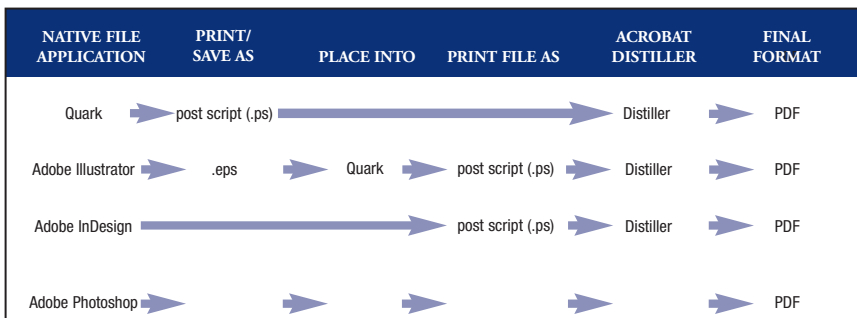 NATIVE FILE APPLICATION PRINT/ SAVE AS PLACE INTO PRINT FILE AS ACROBAT DISTILLER FINAL FORMAT
Quark post script (.ps) Distiller PDF
Adobe Illustrator .eps Quark post script (.ps) Distiller PDF
Adobe InDesign post script (.ps) Distiller PDF
Adobe Photoshop PDF